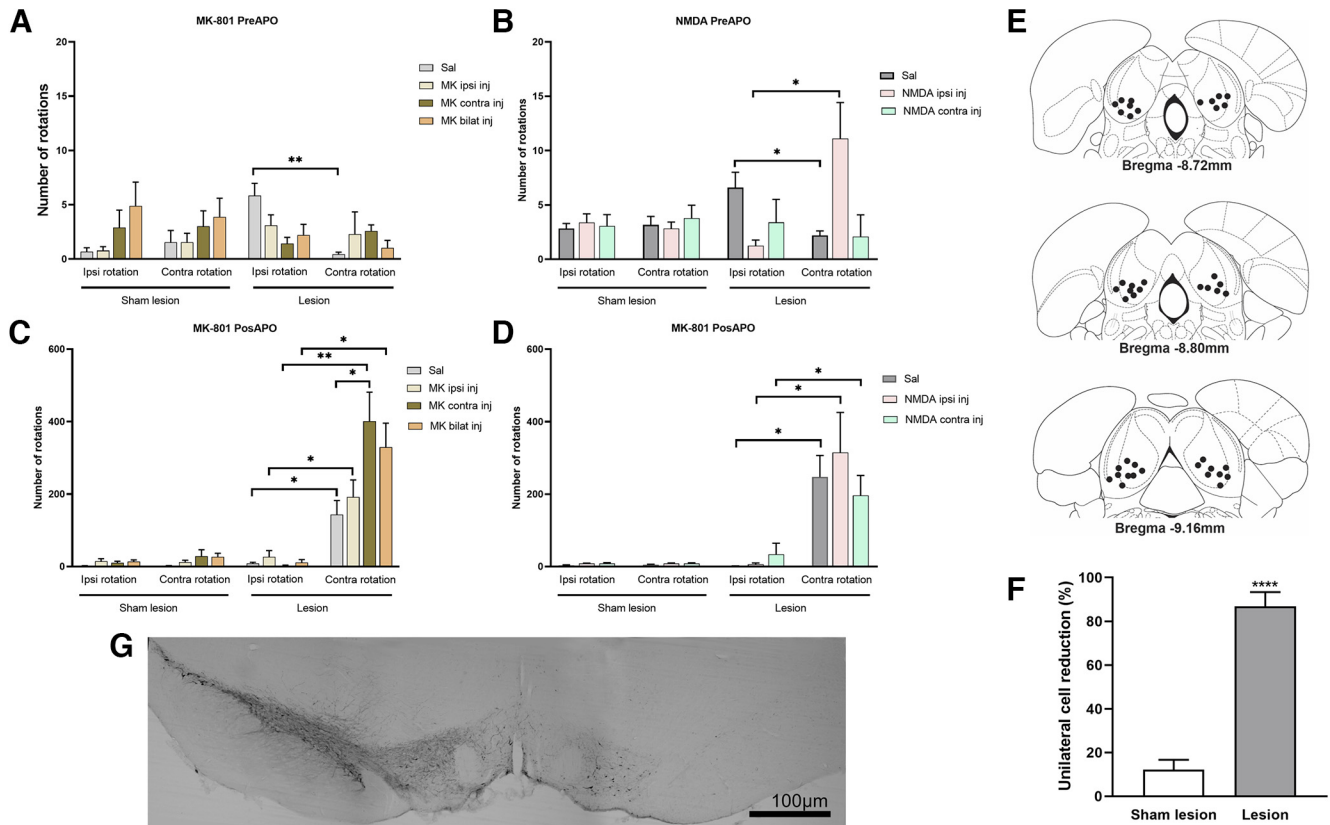 A
MK-801 PreAPO
Number of rotations
20
15
10
5
0
Sal
MK ipsi inj
MK contra inj
MK bilat inj
**
Ipsi rotation
Contra rotation
Ipsi rotation
Contra rotation
Sham lesion
Lesion
B
NMDA PreAPO
Number of rotations
20
15
10
5
0
Sal
NMDA ipsi inj
NMDA contra inj
*
*
Ipsi rotation
Contra rotation
Ipsi rotation
Contra rotation
Sham lesion
Lesion
C
MK-801 PosAPO
Number of rotations
600
400
200
0
Sal
MK ipsi inj
MK contra inj
MK bilat inj
*
**
*
*
*
Ipsi rotation
Contra rotation
Ipsi rotation
Contra rotation
Sham lesion
Lesion
D
MK-801 PosAPO
Number of rotations
600
400
200
0
Sal
NMDA ipsi inj
NMDA contra inj
*
*
*
Ipsi rotation
Contra rotation
Ipsi rotation
Contra rotation
Sham lesion
Lesion
E
Bregma -8.72mm
Bregma -8.80mm
Bregma -9.16mm
F
Unilateral cell reduction (%)
100
80
60
40
20
0
****
Sham lesion
Lesion
G
100µm